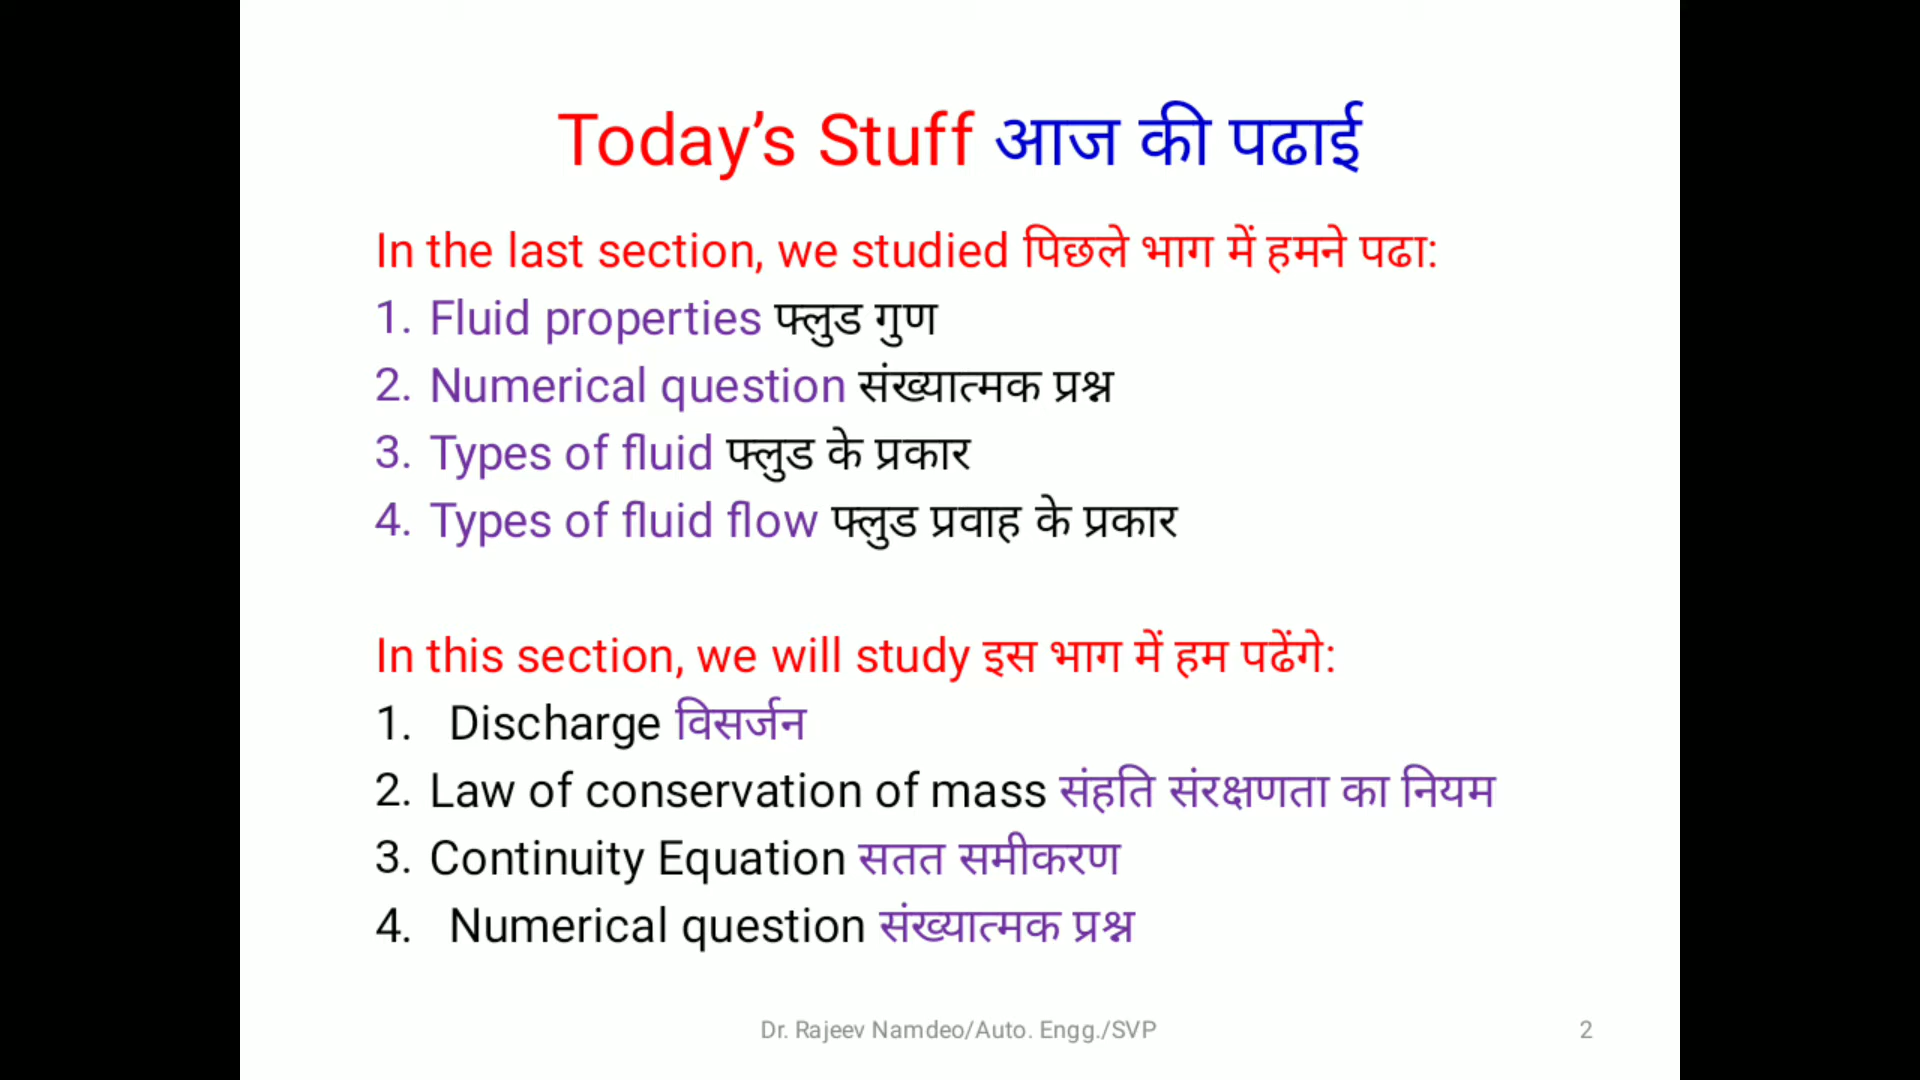 Today’s Stuff आज की पढाई
In the last section, we studied पिछले भाग में हमने पढा:
1. Fluid properties फ्लुड गुण
2. Numerical question संख्यात्मक प्रश्न
3. Types of fluid फ्लुड के प्रकार
4. Types of fluid flow फ्लुड प्रवाह के प्रकार
In this section, we will study इस भाग में हम पढेंगे:
1. Discharge विसर्जन
2. Law of conservation of mass संहति संरक्षणता का नियम
3. Continuity Equation सतत समीकरण
4. Numerical question संख्यात्मक प्रश्न
Dr. Rajeev Namdeo/Auto. Engg./SVP 2